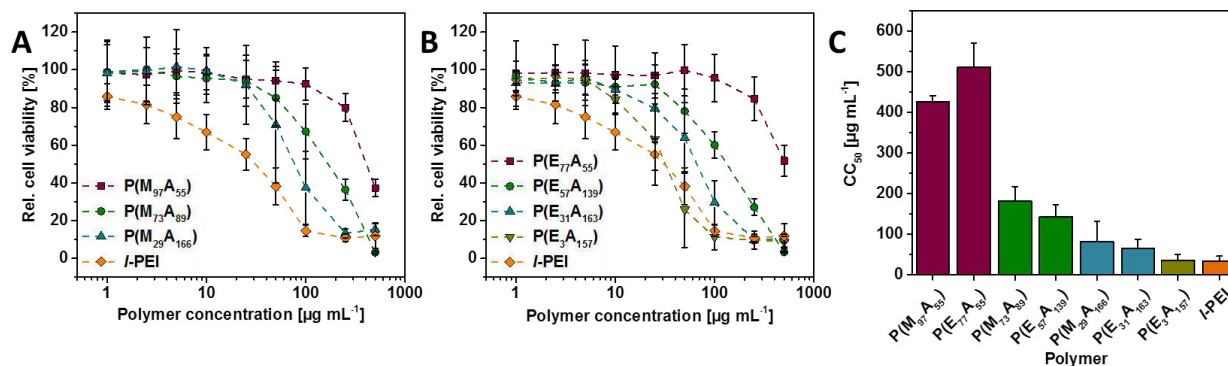 A
Rel. cell viability [%]
120
100
80
60
40
20
0
P(M₉₇A₅₅)
P(M₇₃A₈₉)
P(M₂₉A₁₆₆)
l-PEI
1
10
100
1000
Polymer concentration [µg mL⁻¹]
B
Rel. cell viability [%]
120
100
80
60
40
20
0
P(E₇₇A₅₅)
P(E₅₇A₁₃₉)
P(E₃₁A₁₆₃)
P(E₃A₁₅₇)
l-PEI
1
10
100
1000
Polymer concentration [µg mL⁻¹]
C
CC₅₀ [µg mL⁻¹]
600
500
400
300
200
100
0
P(M₉₇A₅₅)
P(E₇₇A₅₅)
P(M₇₃A₈₉)
P(E₅₇A₁₃₉)
P(M₂₉A₁₆₆)
P(E₃₁A₁₆₃)
P(E₃A₁₅₇)
l-PEI
Polymer